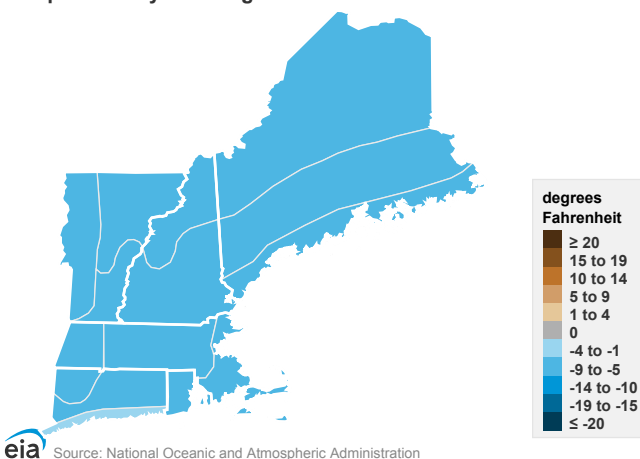 degrees
Fahrenheit
≥ 20
15 to 19
10 to 14
5 to 9
1 to 4
0
-4 to -1
-9 to -5
-14 to -10
-19 to -15
≤ -20
eia Source: National Oceanic and Atmospheric Administration